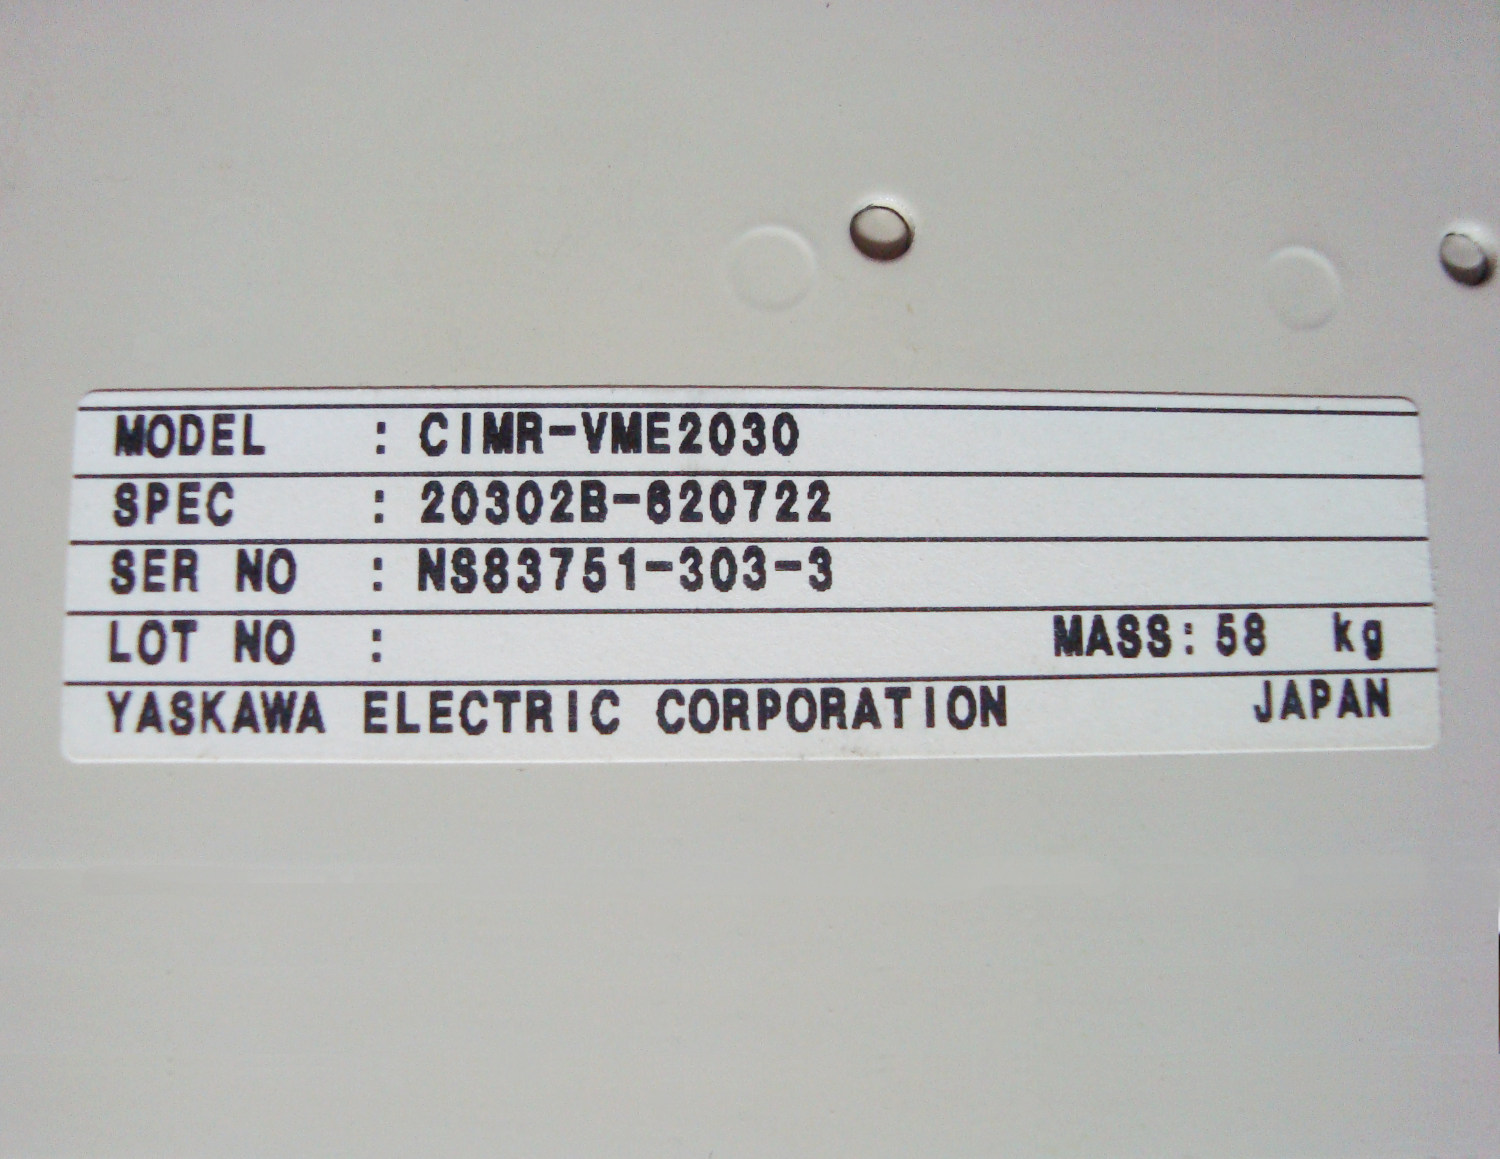 MODEL : CIMR-VME2030
SPEC : 20302B-620722
SER NO : NS83751-303-3
LOT NO : MASS: 58 kg
YASKAWA ELECTRIC CORPORATION JAPAN